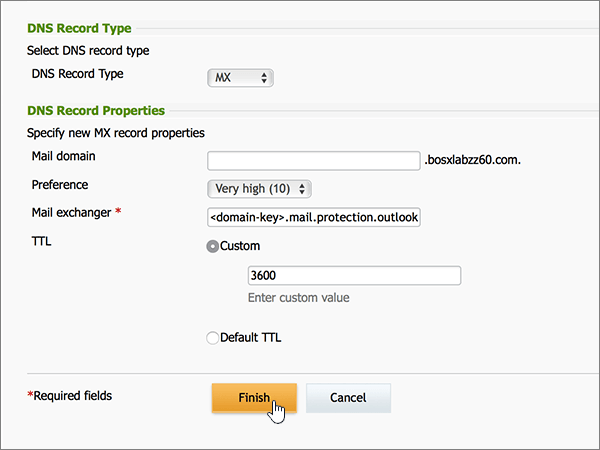 DNS Record Type
Select DNS record type
DNS Record Type MX
DNS Record Properties
Specify new MX record properties
Mail domain .bosxlabzz60.com.
Preference Very high (10)
Mail exchanger * <domain-key>.mail.protection.outlook
TTL Custom
3600
Enter custom value
Default TTL
*Required fields Finish Cancel